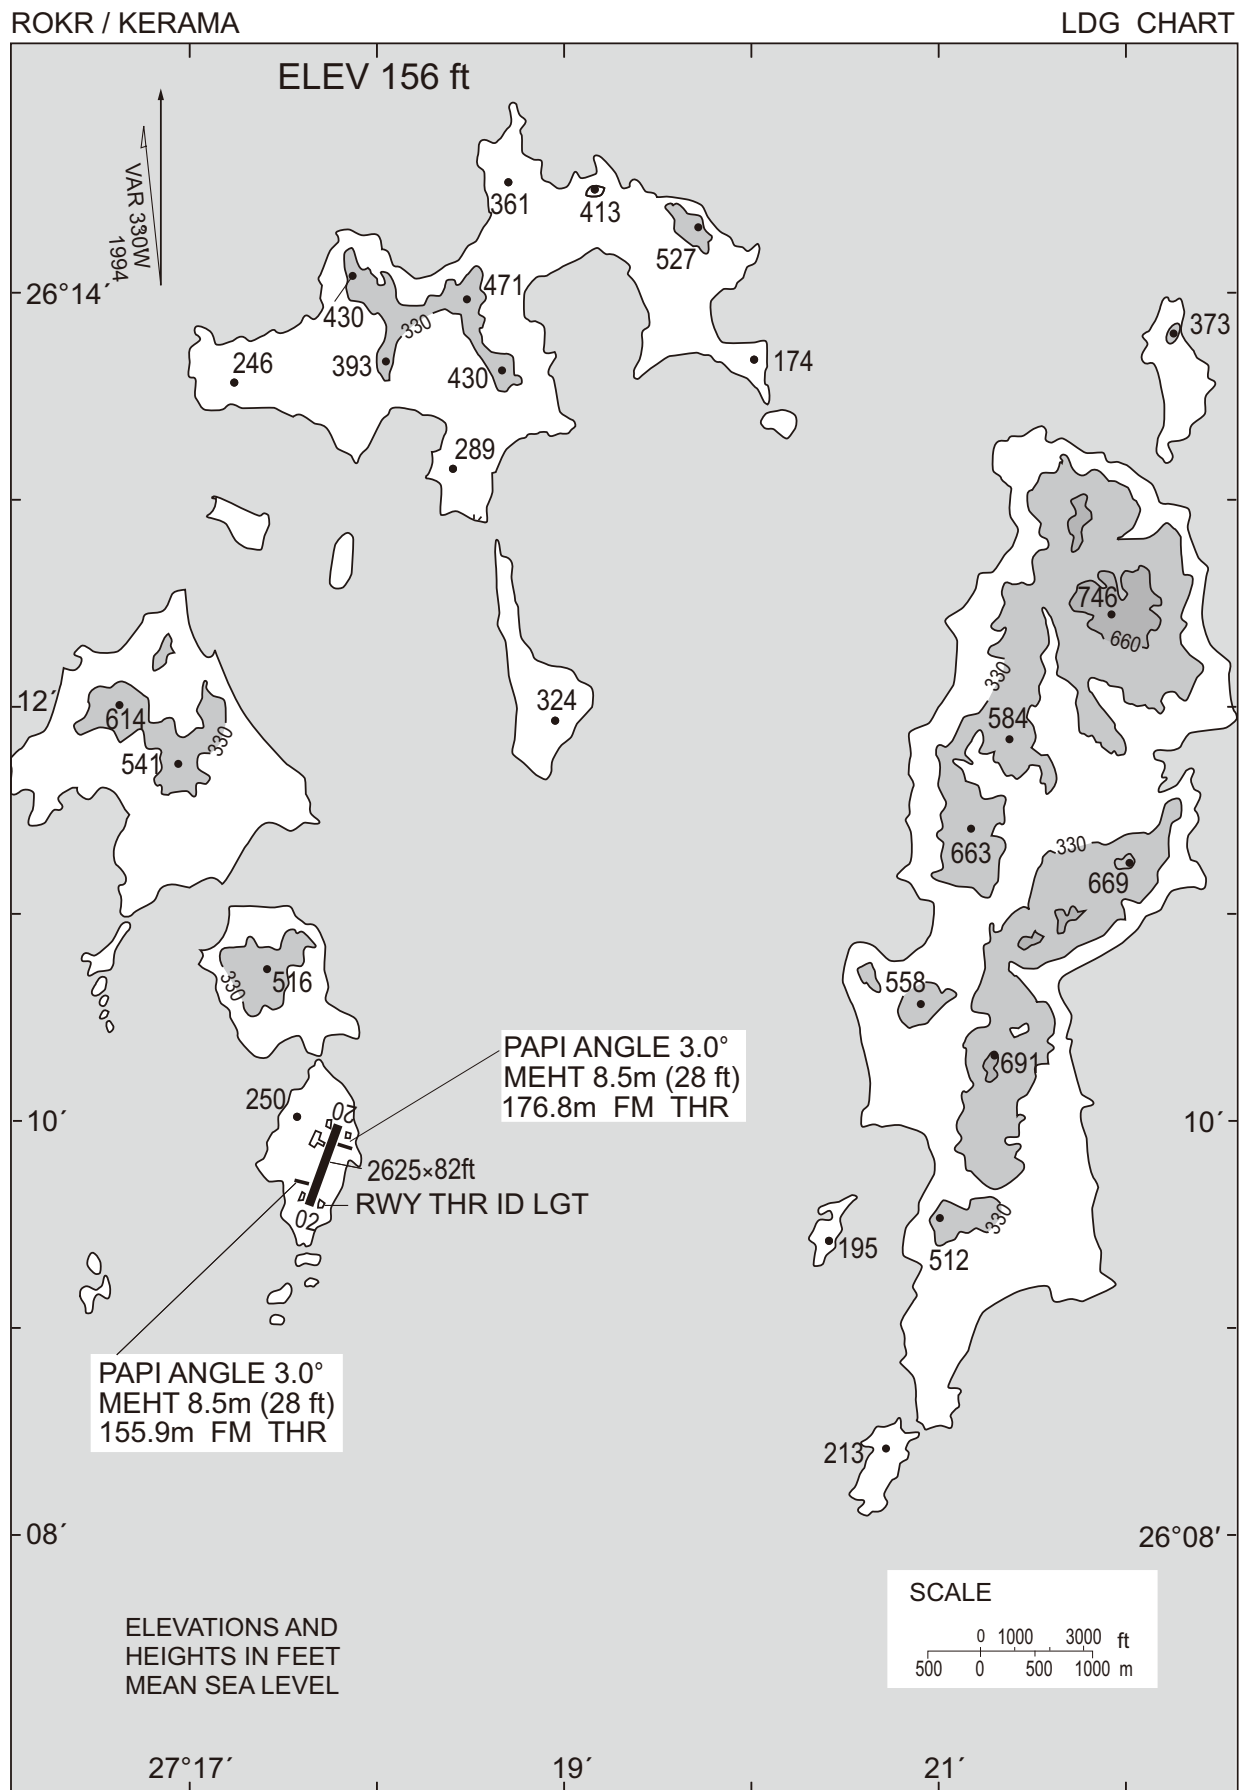 ROKR / KERAMA
LDG CHART
ELEV 156 ft
VAR 330W
1994
361
413
527
26°14´
430
471
330
393
430
246
174
373
289
746
660
330
12´
614
541
330
324
584
663
330
669
330
516
558
691
PAPI ANGLE 3.0°
MEHT 8.5m (28 ft)
176.8m FM THR
250
10´
10´
20
2625×82ft
RWY THR ID LGT
02
195
330
512
PAPI ANGLE 3.0°
MEHT 8.5m (28 ft)
155.9m FM THR
213
08´
26°08′
SCALE
0 1000 3000 ft
500 0 500 1000 m
ELEVATIONS AND
HEIGHTS IN FEET
MEAN SEA LEVEL
27°17´
19´
21´